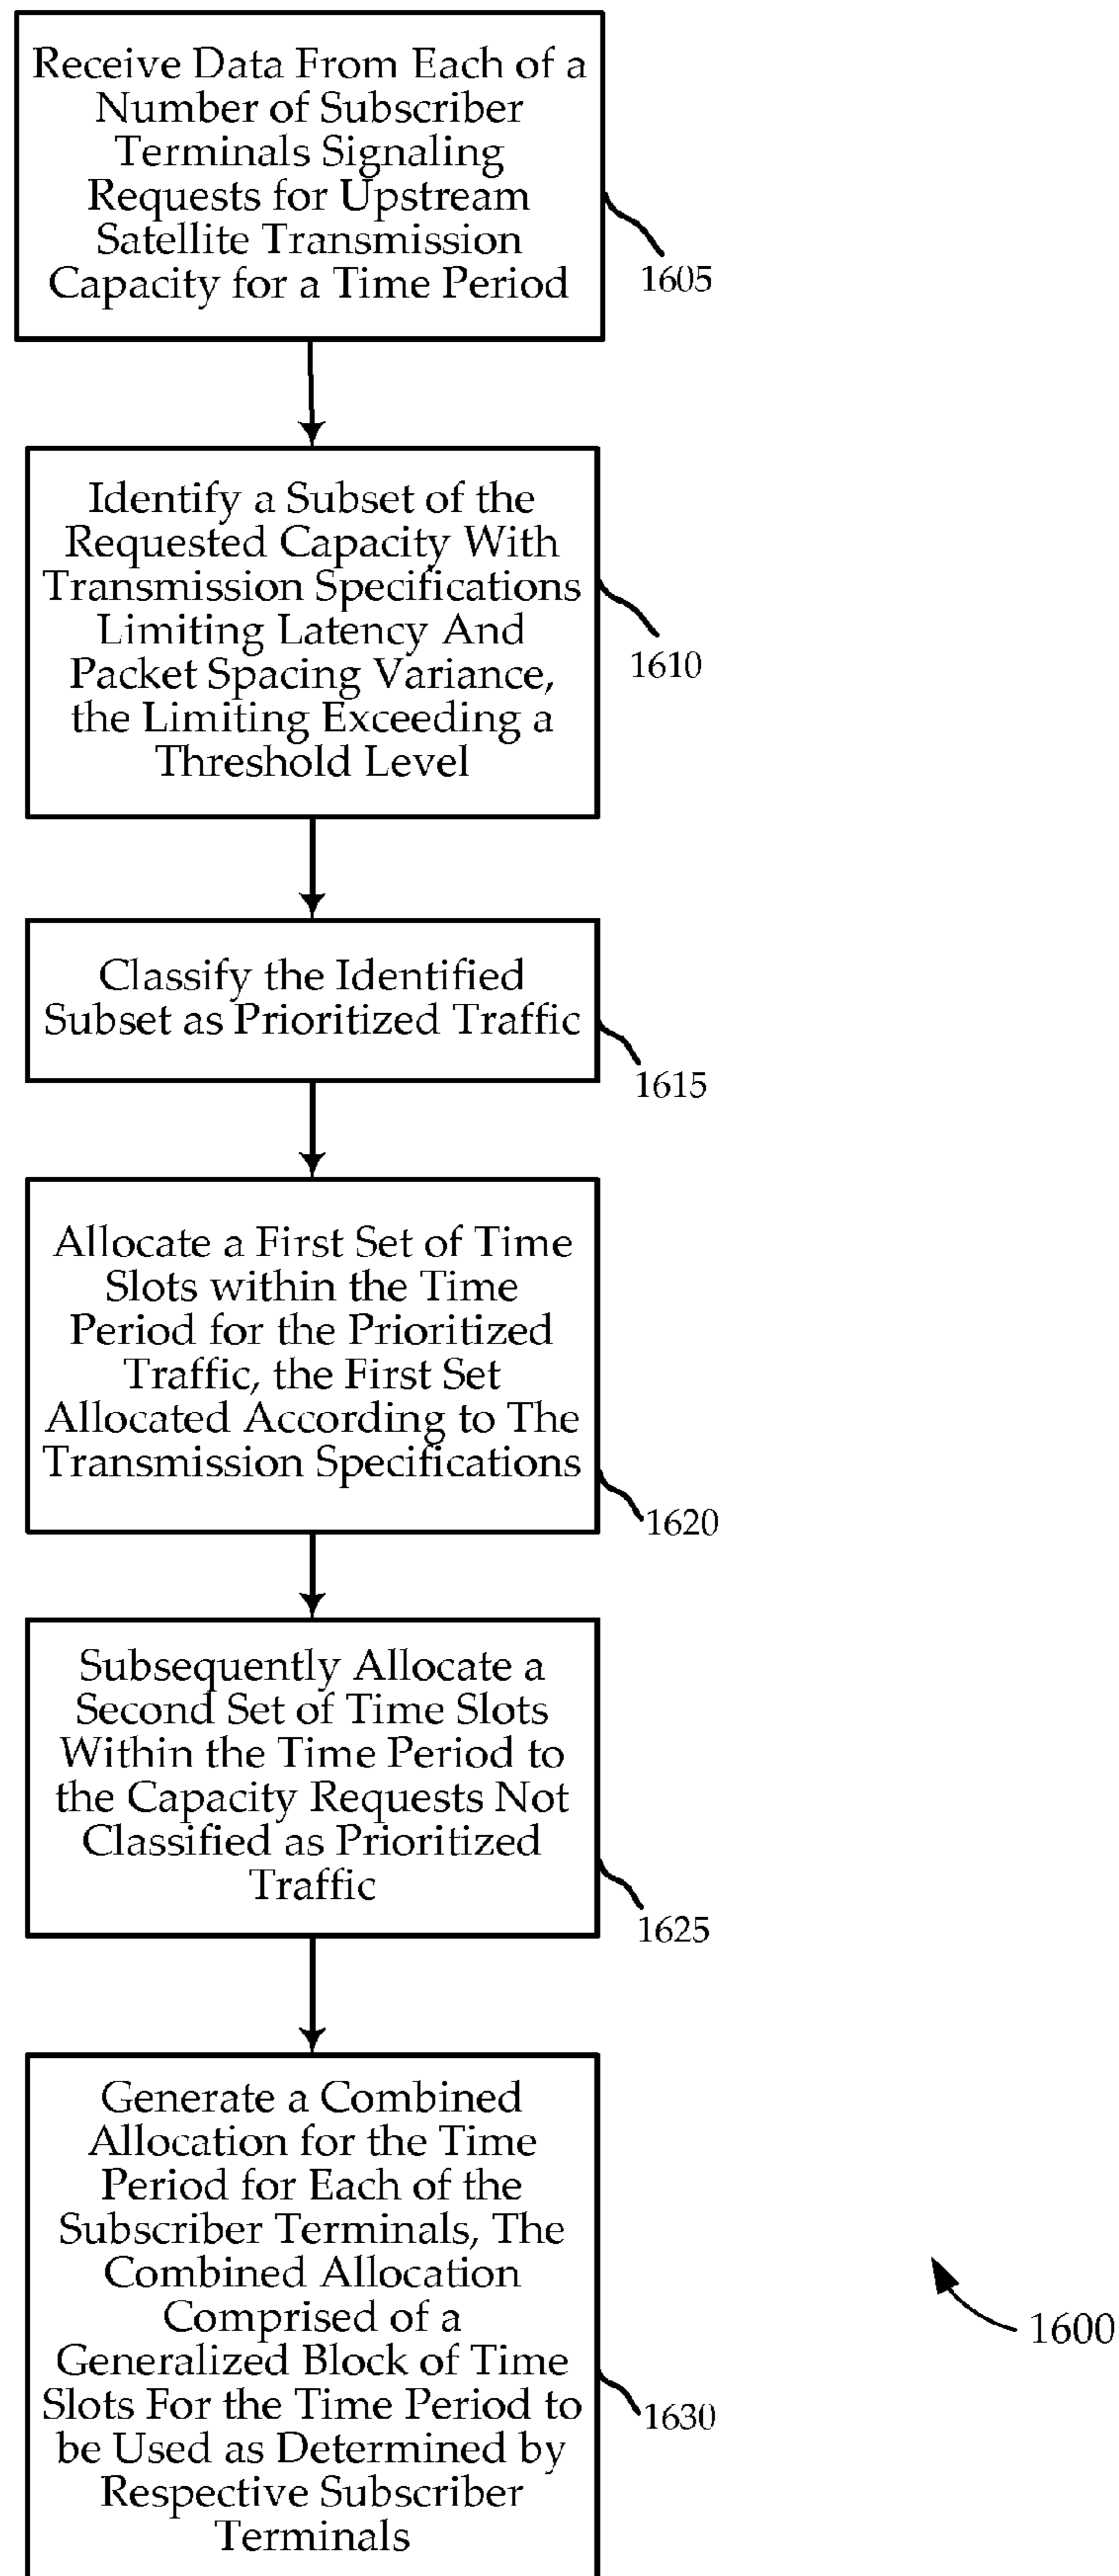 Receive Data From Each of a
Number of Subscriber
Terminals Signaling
Requests for Upstream
Satellite Transmission
Capacity for a Time Period
1605
Identify a Subset of the
Requested Capacity With
Transmission Specifications
Limiting Latency And
Packet Spacing Variance,
the Limiting Exceeding a
Threshold Level
1610
Classify the Identified
Subset as Prioritized Traffic
1615
Allocate a First Set of Time
Slots within the Time
Period for the Prioritized
Traffic, the First Set
Allocated According to The
Transmission Specifications
1620
Subsequently Allocate a
Second Set of Time Slots
Within the Time Period to
the Capacity Requests Not
Classified as Prioritized
Traffic
1625
Generate a Combined
Allocation for the Time
Period for Each of the
Subscriber Terminals, The
Combined Allocation
Comprised of a
Generalized Block of Time
Slots For the Time Period to
be Used as Determined by
Respective Subscriber
Terminals
1630
1600